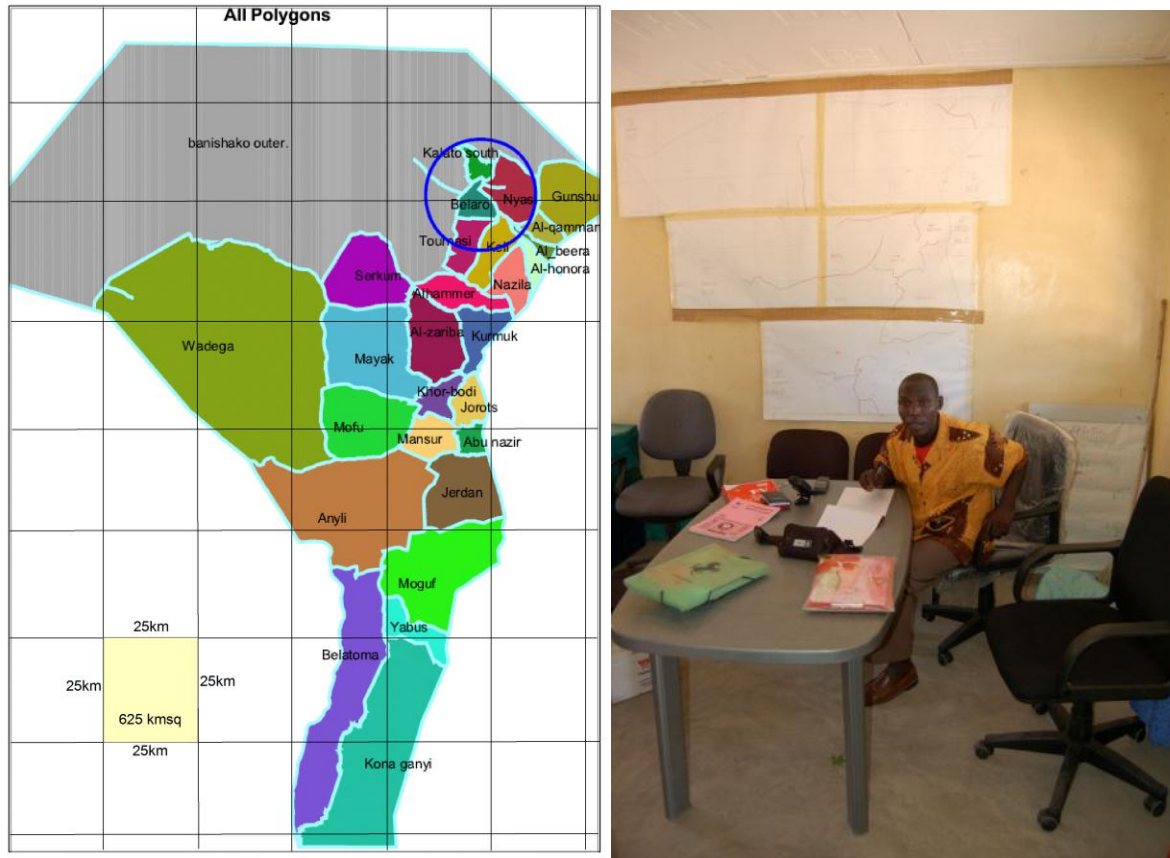 All Polygons
banishako outer.
Kalato south
Nyas
Gunshu
Belaro
Al-qammar
Tournasi
Keli
Al_beera
Serkum
Nazila
Al-honora
Alhammer
Wadega
Mayak
Al-zariba
Kurmuk
Khor-bodi
Jorots
Mofu
Mansur
Abu nazir
Jerdan
Anyli
Moguf
25km
Yabus
Belatoma
25km
25km
625 kmsq
25km
Kona ganyi